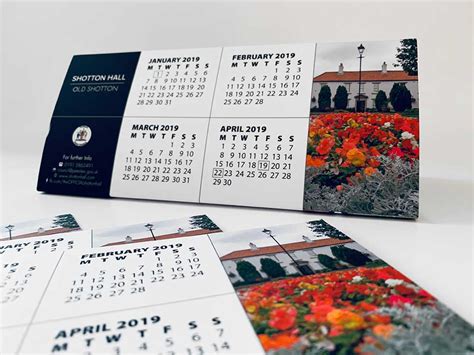 SHOTTON HALL
OLD SHOTTON
For further info
JANUARY 2019
M T W T F S S
1 2 3 4 5 6
7 8 9 10 11 12 13
14 15 16 17 18 19 20
21 22 23 24 25 26 27
28 29 30 31
FEBRUARY 2019
M T W T F S S
1 2 3
4 5 6 7 8 9 10
11 12 13 14 15 16 17
18 19 20 21 22 23 24
25 26 27 28
MARCH 2019
M T W T F S S
1 2 3
4 5 6 7 8 9 10
11 12 13 14 15 16 17
18 19 20 21 22 23 24
25 26 27 28 29 30 31
APRIL 2019
M T W T F S S
1 2 3 4 5 6 7
8 9 10 11 12 13 14
15 16 17 18 19 20 21
22 23 24 25 26 27 28
29 30
FEBRUARY 2019
M T W T F S S
1 2 3
4 5 6 7 8 9 10
11 12 13 14 15 16 17
18 19 20 21 22 23 24
25 26 27 28
APRIL 2019
M T W T F S S